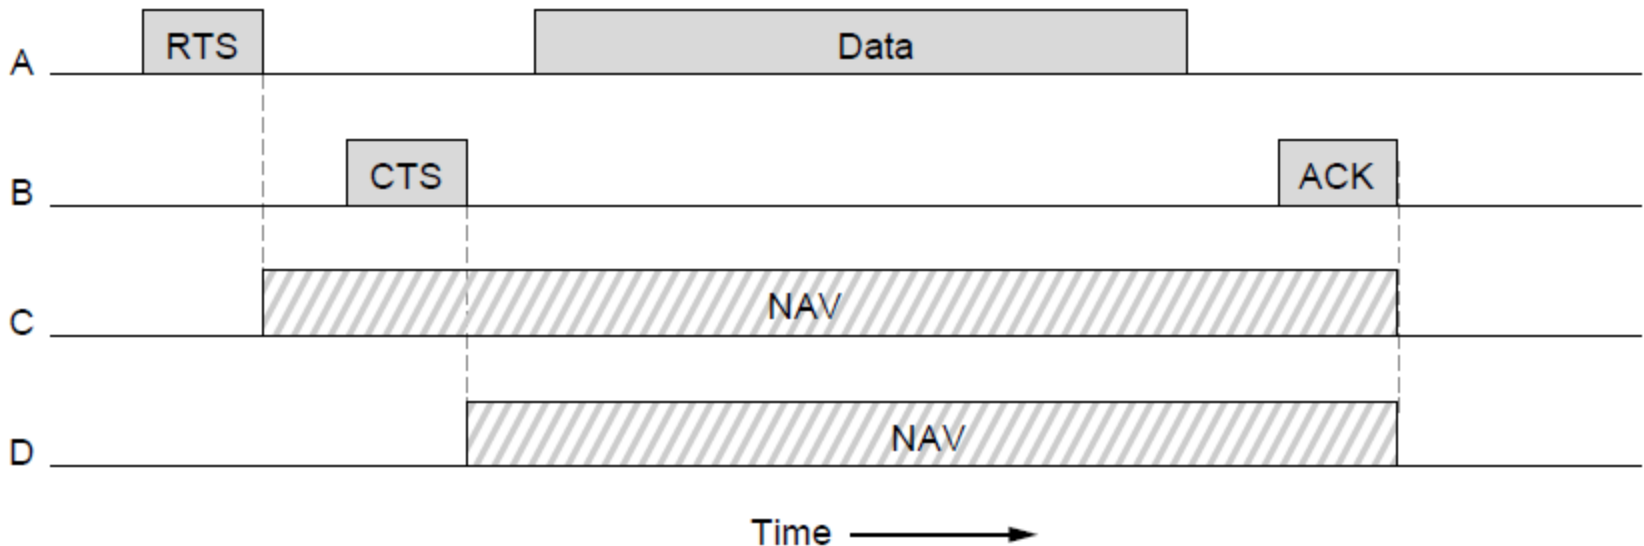 A RTS Data
B CTS ACK
C NAV
D NAV
Time